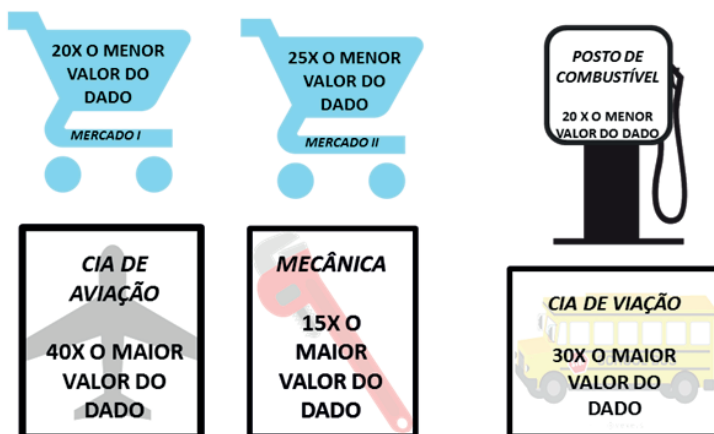 20X O MENOR
VALOR DO
DADO
MERCADO I
25X O MENOR
VALOR DO
DADO
MERCADO II
POSTO DE
COMBUSTÍVEL
20 X O MENOR
VALOR DO DADO
CIA DE
AVIAÇÃO
40X O MAIOR
VALOR DO
DADO
MECÂNICA
15X O
MAIOR
VALOR DO
DADO
CIA DE VIAÇÃO
30X O MAIOR
VALOR DO
DADO